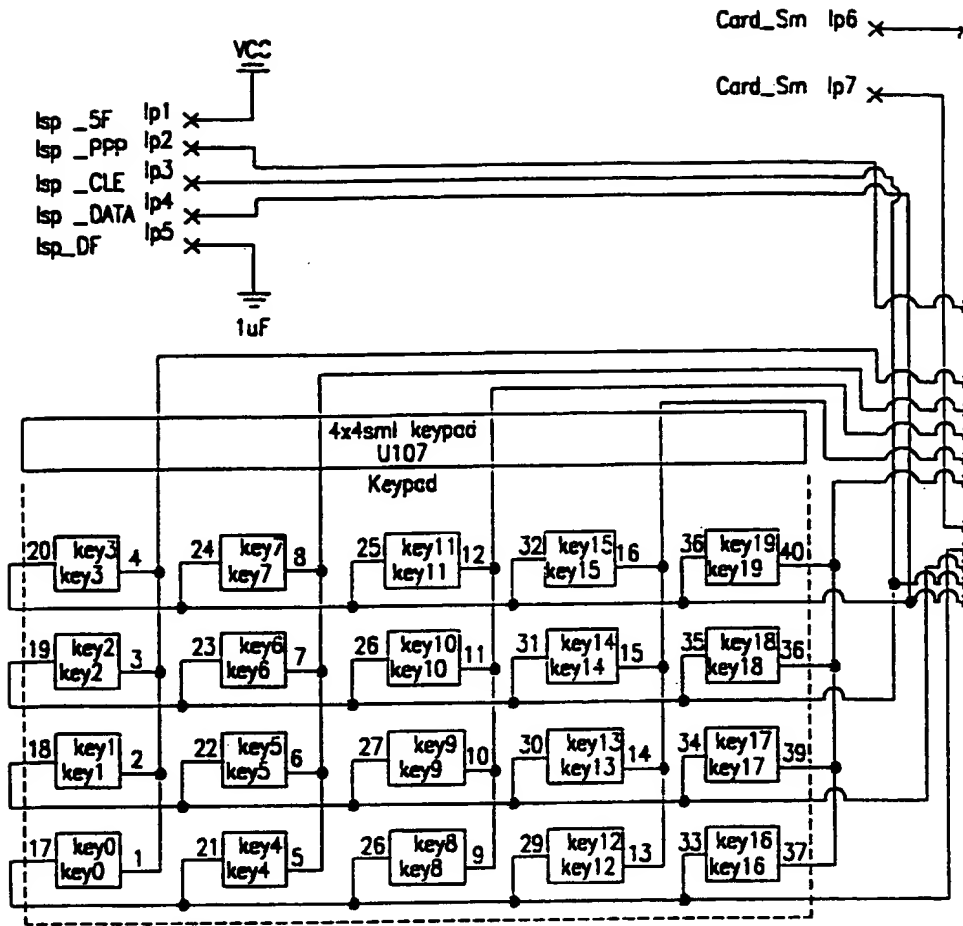 Card_Sm Ip6
VCC
Card_Sm Ip7
Isp _5F Ip1
Isp _PPP Ip2
Isp _CLE Ip3
Isp _DATA Ip4
Isp_DF Ip5
1uF
4x4sml keypad
U107
Keypad
20 key3 4 24 key7 8 25 key11 12 32 key15 16 36 key19 40
key3 key7 key11 key15 key19
19 key2 3 23 key6 7 26 key10 11 31 key14 15 35 key18 36
key2 key6 key10 key14 key18
18 key1 2 22 key5 6 27 key9 10 30 key13 14 34 key17 39
key1 key5 key9 key13 key17
17 key0 1 21 key4 5 26 key8 9 29 key12 13 33 key16 37
key0 key4 key8 key12 key16